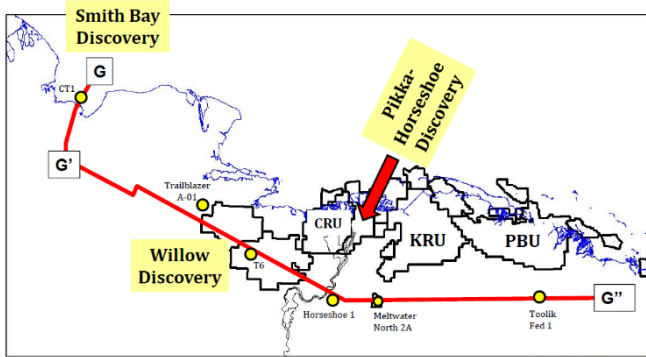 Smith Bay
Discovery
G
CT1
G'
Pikka-
Horseshoe
Discovery
Trailblazer
A-01
CRU
KRU
PBU
Willow
Discovery
T6
Horseshoe 1
Meltwater
North 2A
Toolik
Fed 1
G"